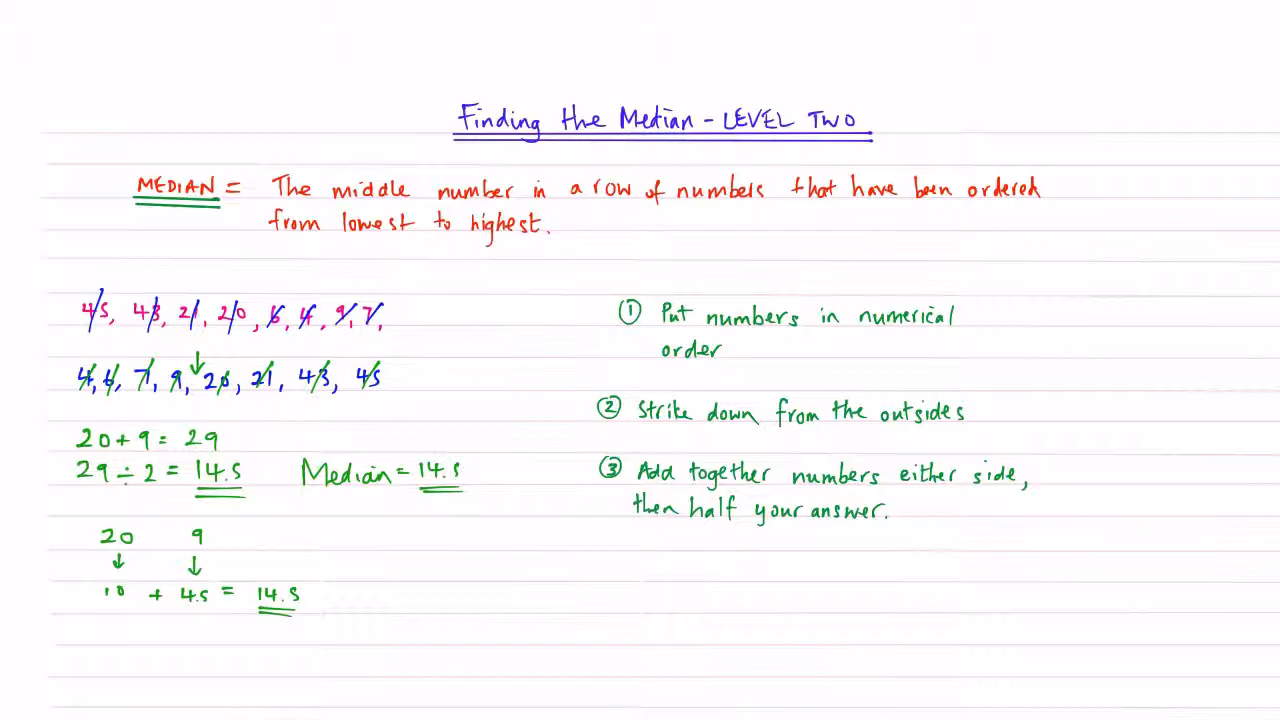 Finding the Median - LEVEL TWO
MEDIAN = The middle number in a row of numbers that have been ordered
from lowest to highest.
45, 43, 21, 20, 6, 4, 9, 7,
4, 6, 7, 9, 20, 21, 43, 45
20 + 9 = 29
29 ÷ 2 = 14.5 Median = 14.5
20 9
10 + 4.5 = 14.5
① Put numbers in numerical
order
② Strike down from the outsides
③ Add together numbers either side,
then half your answer.